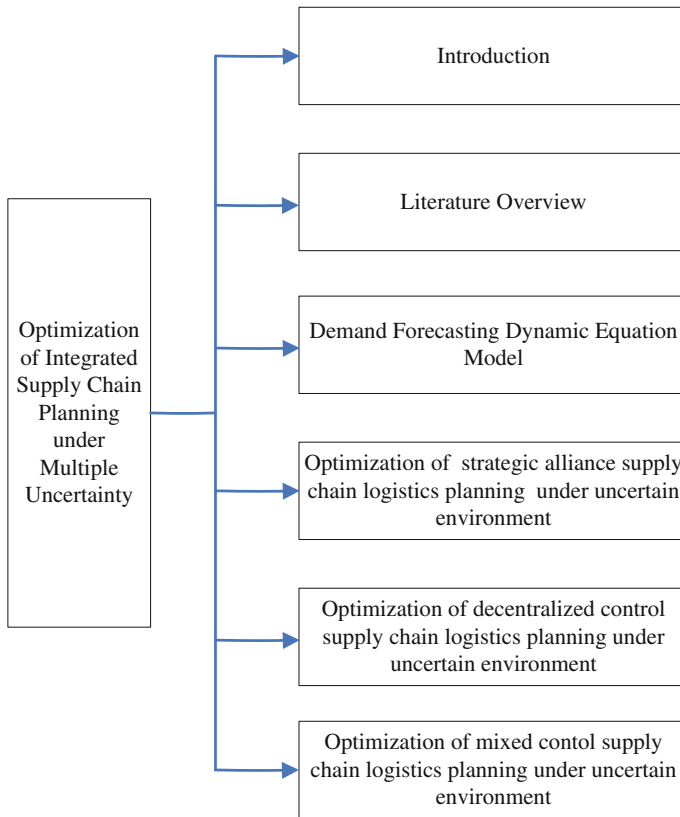 Optimization
of Integrated
Supply Chain
Planning
under
Multiple
Uncertainty
Introduction
Literature Overview
Demand Forecasting Dynamic Equation
Model
Optimization of strategic alliance supply
chain logistics planning under uncertain
environment
Optimization of decentralized control
supply chain logistics planning under
uncertain environment
Optimization of mixed contol supply
chain logistics planning under uncertain
environment